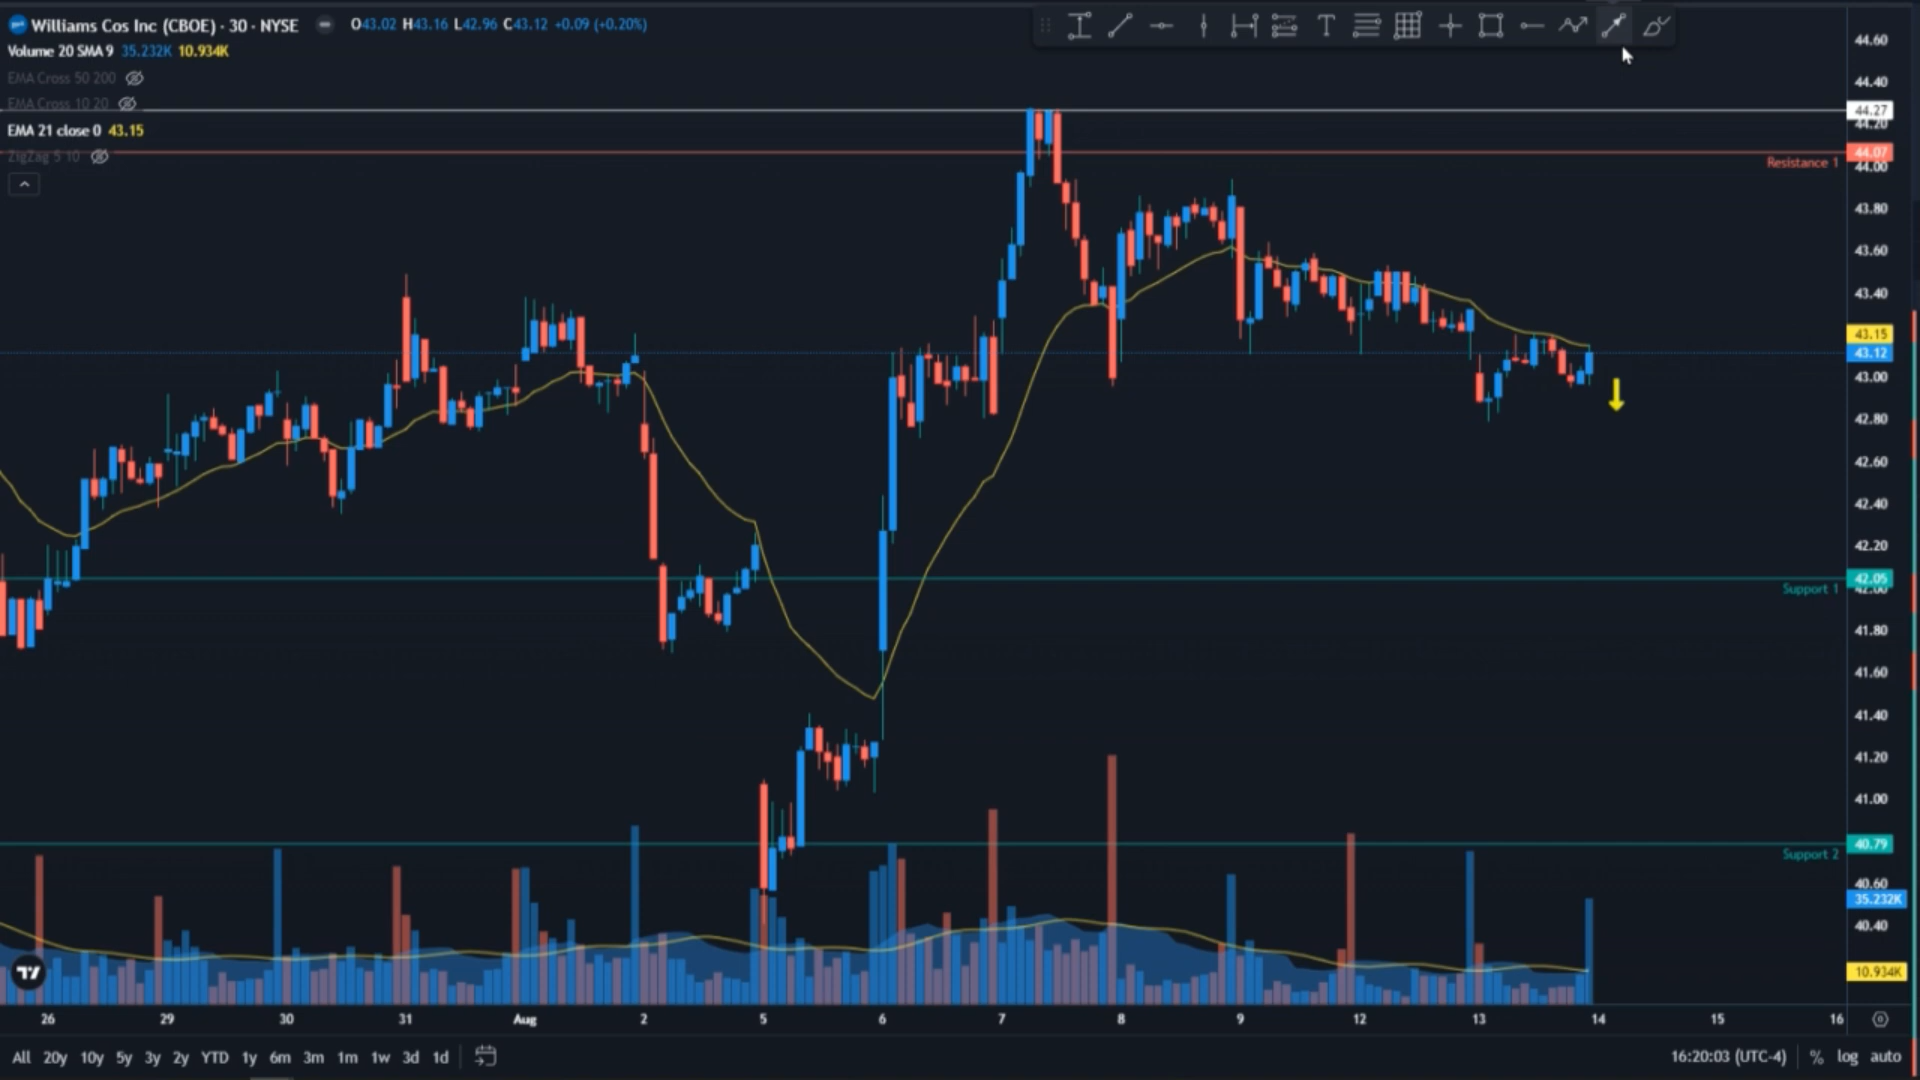 Williams Cos Inc (CBOE) · 30 · NYSE O43.02 H43.16 L42.96 C43.12 +0.09 (+0.20%)
Volume 20 SMA 9 35.232K 10.934K
EMA Cross 50 200
EMA Cross 10 20
EMA 21 close 0 43.15
ZigZag 5 10
44.60
44.40
44.27
44.20
44.07
Resistance 1
44.00
43.80
43.60
43.40
43.15
43.12
43.00
42.80
42.60
42.40
42.20
42.05
Support 1
42.00
41.80
41.60
41.40
41.20
41.00
40.79
Support 2
40.60
35.232K
40.40
10.934K
26 29 30 31 Aug 2 5 6 7 8 9 12 13 14 15 16
All 20y 10y 5y 3y 2y YTD 1y 6m 3m 1m 1w 3d 1d 16:20:03 (UTC-4) % log auto